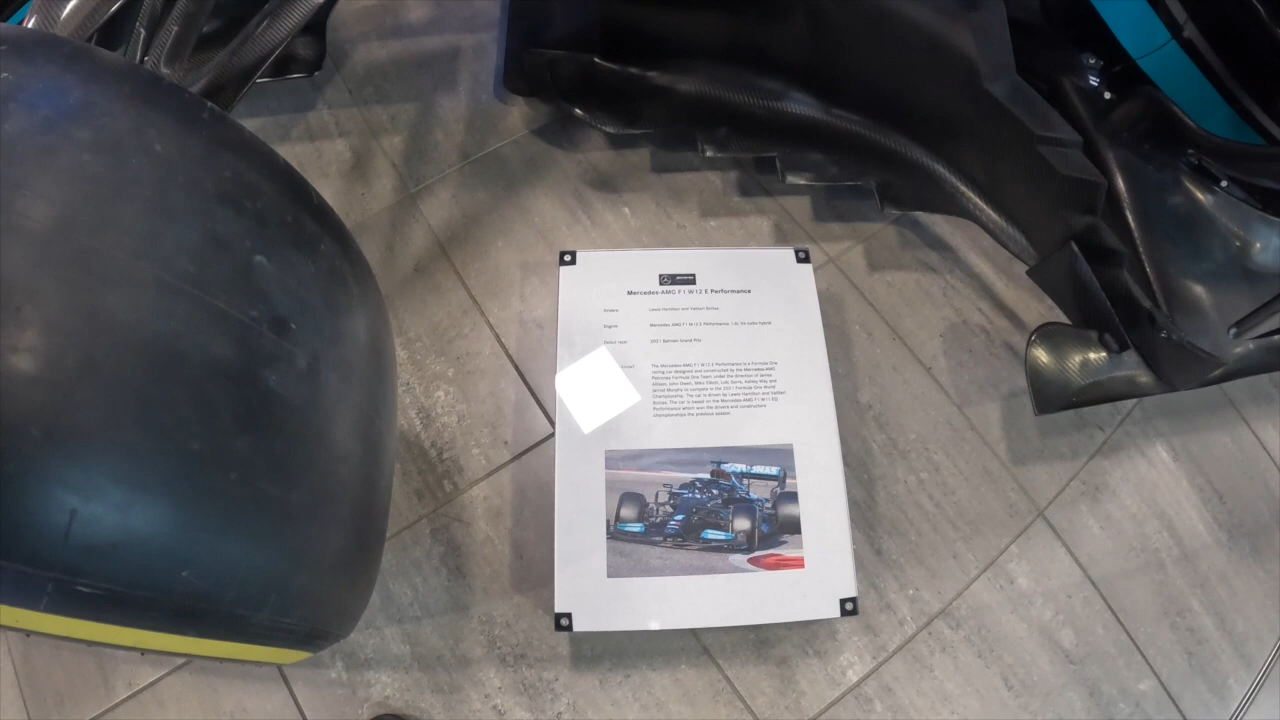 Mercedes-AMG F1 W12 E Performance
Drivers: Lewis Hamilton and Valtteri Bottas
Engine: Mercedes AMG F1 W12 E Performance 1.6L V6 turbo hybrid
Debut race: 2021 Bahrain Grand Prix
know? The Mercedes-AMG F1 W12 E Performance is a Formula One
racing car designed and constructed by the Mercedes-AMG
Petronas Formula One Team under the direction of James
Allison, John Owen, Mike Elliott, Loic Serra, Ashley Way and
Jarrod Murphy to compete in the 2021 Formula One World
Championship. The car is driven by Lewis Hamilton and Valtteri
Bottas. The car is based on the Mercedes-AMG F1 W11 EQ
Performance which won the drivers and constructors
championships the previous season.
PETRONAS